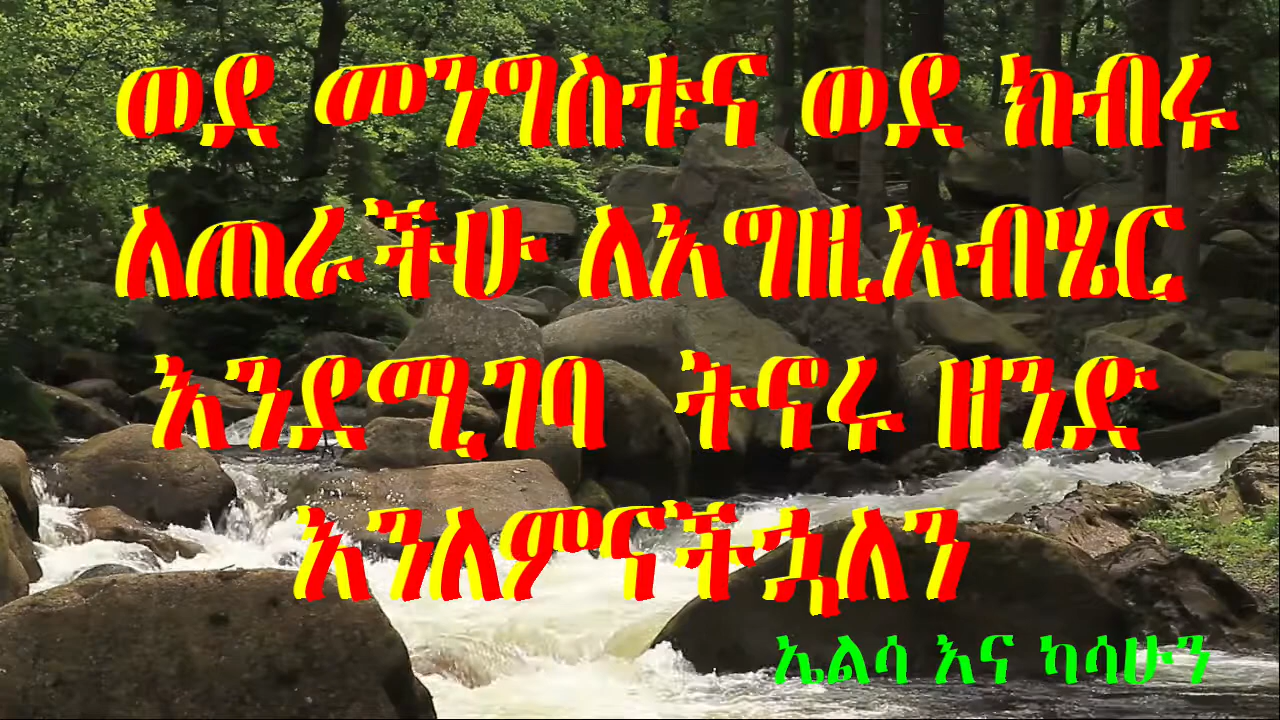 ወደ መንግስቱና ወደ ክብሩ
ለጠራችሁ ለእግዚአብሄር
እንደሚገባ ትኖሩ ዘንድ
እንለምናችኋለን
ኤልሳ እና ካሳሁን